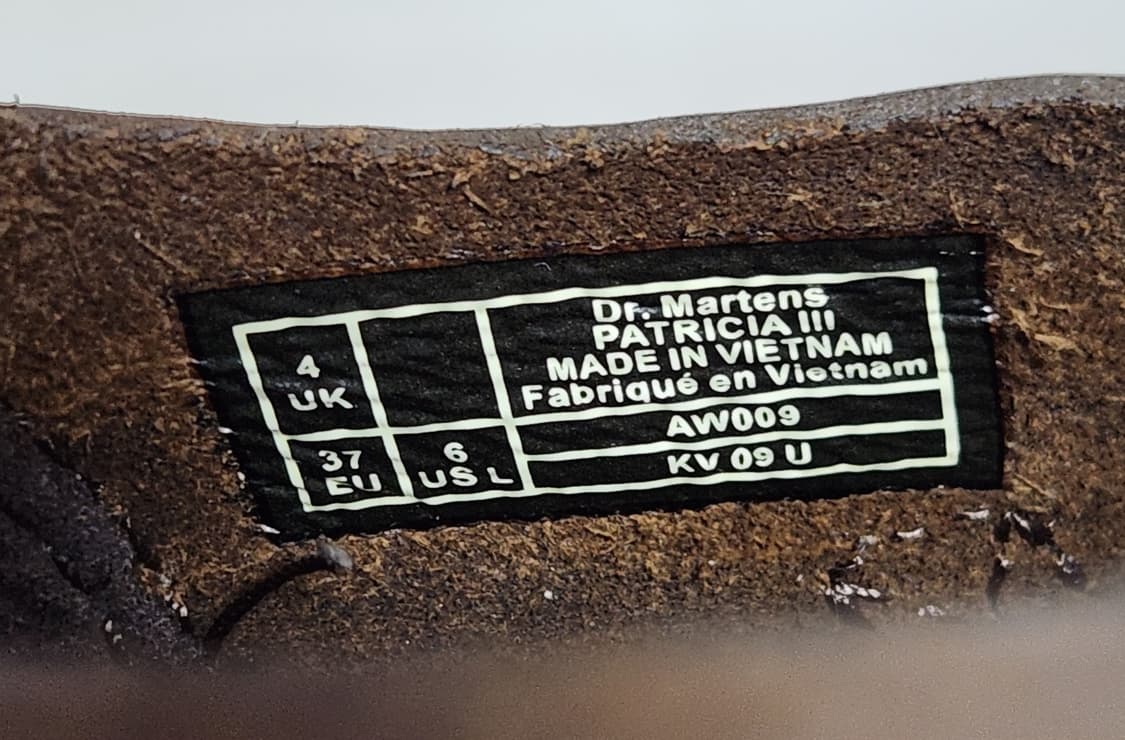 4
UK
37
EU
6
US L
Dr. Martens
PATRICIA III
MADE IN VIETNAM
Fabriqué en Vietnam
AW009
KV 09 U